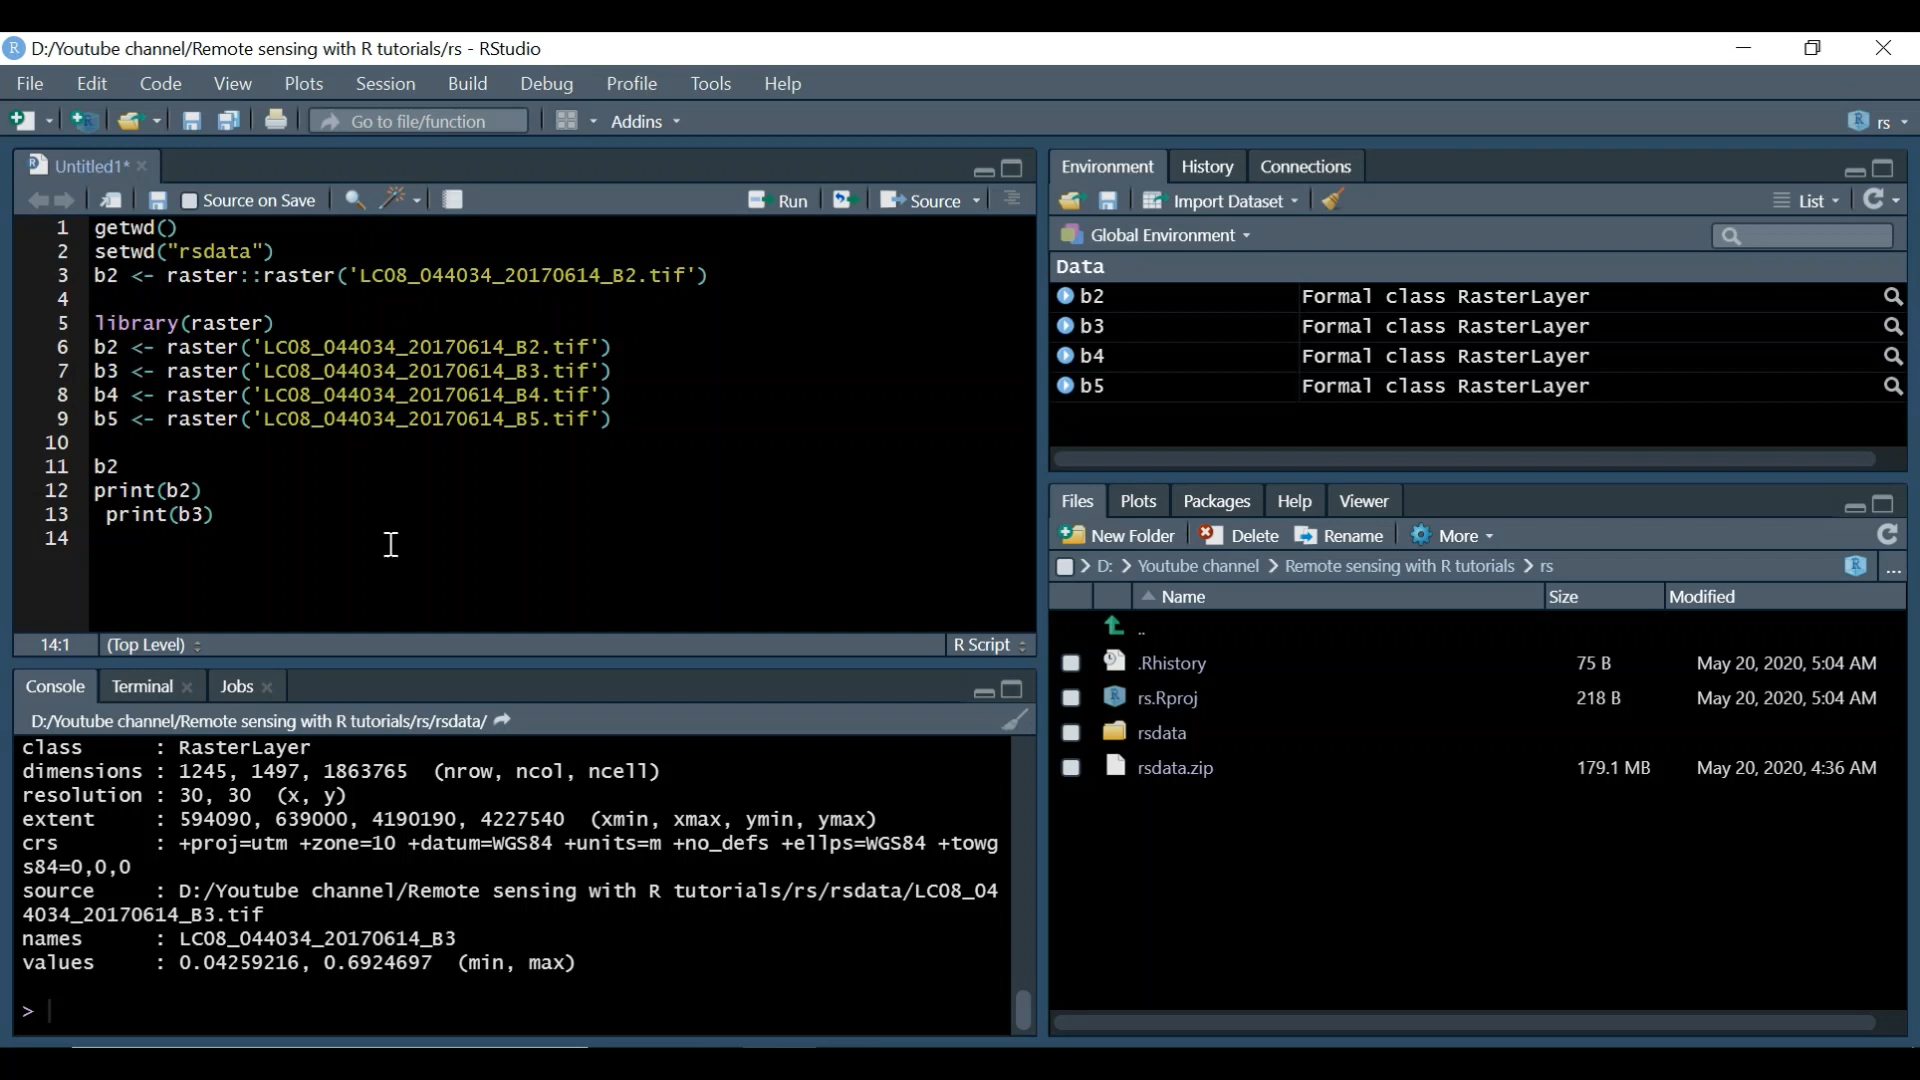 D:/Youtube channel/Remote sensing with R tutorials/rs - RStudio
File Edit Code View Plots Session Build Debug Profile Tools Help
Go to file/function Addins rs
Untitled1*
Source on Save Run Source
1 getwd()
2 setwd("rsdata")
3 b2 <- raster::raster('LC08_044034_20170614_B2.tif')
4
5 library(raster)
6 b2 <- raster('LC08_044034_20170614_B2.tif')
7 b3 <- raster('LC08_044034_20170614_B3.tif')
8 b4 <- raster('LC08_044034_20170614_B4.tif')
9 b5 <- raster('LC08_044034_20170614_B5.tif')
10
11 b2
12 print(b2)
13 print(b3)
14
14:1 (Top Level) R Script
Console Terminal Jobs
D:/Youtube channel/Remote sensing with R tutorials/rs/rsdata/
class : RasterLayer
dimensions : 1245, 1497, 1863765 (nrow, ncol, ncell)
resolution : 30, 30 (x, y)
extent : 594090, 639000, 4190190, 4227540 (xmin, xmax, ymin, ymax)
crs : +proj=utm +zone=10 +datum=WGS84 +units=m +no_defs +ellps=WGS84 +towg
s84=0,0,0
source : D:/Youtube channel/Remote sensing with R tutorials/rs/rsdata/LC08_04
4034_20170614_B3.tif
names : LC08_044034_20170614_B3
values : 0.04259216, 0.6924697 (min, max)
>
Environment History Connections
Import Dataset List
Global Environment
Data
b2 Formal class RasterLayer
b3 Formal class RasterLayer
b4 Formal class RasterLayer
b5 Formal class RasterLayer
Files Plots Packages Help Viewer
New Folder Delete Rename More
D: > Youtube channel > Remote sensing with R tutorials > rs ...
Name Size Modified
..
.Rhistory 75 B May 20, 2020, 5:04 AM
rs.Rproj 218 B May 20, 2020, 5:04 AM
rsdata
rsdata.zip 179.1 MB May 20, 2020, 4:36 AM